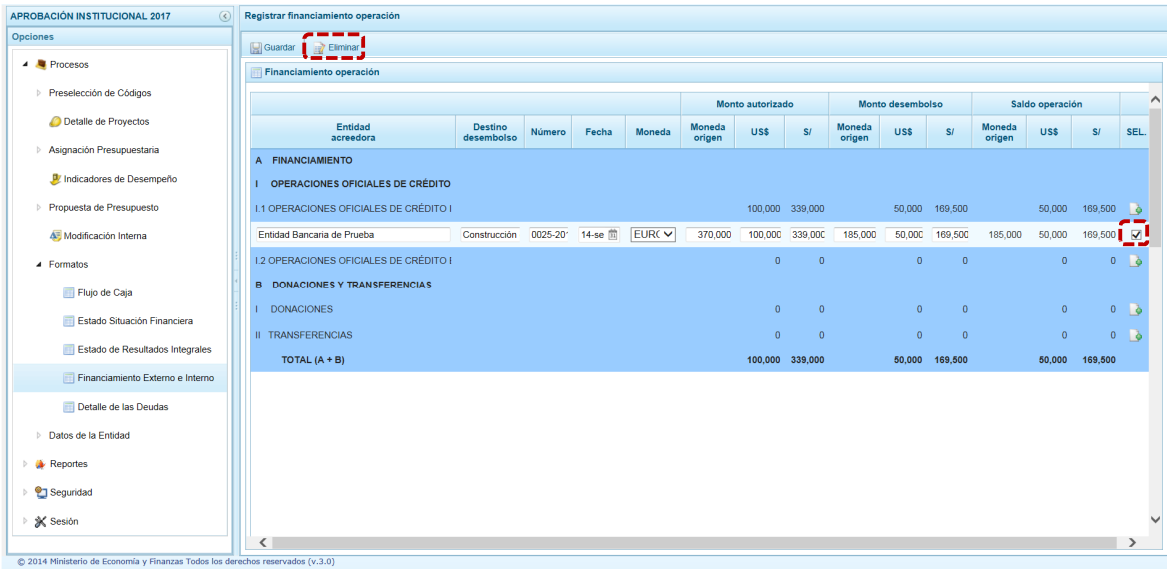 APROBACIÓN INSTITUCIONAL 2017
Opciones
Procesos
Preselección de Códigos
Detalle de Proyectos
Asignación Presupuestaria
Indicadores de Desempeño
Propuesta de Presupuesto
Modificación Interna
Formatos
Flujo de Caja
Estado Situación Financiera
Estado de Resultados Integrales
Financiamiento Externo e Interno
Detalle de las Deudas
Datos de la Entidad
Reportes
Seguridad
Sesión
Registrar financiamiento operación
Guardar Eliminar
Financiamiento operación
Monto autorizado Monto desembolso Saldo operación
Entidad acreedora Destino desembolso Número Fecha Moneda Moneda origen US$ S/ Moneda origen US$ S/ Moneda origen US$ S/ SEL.
A FINANCIAMIENTO
I OPERACIONES OFICIALES DE CRÉDITO
I.1 OPERACIONES OFICIALES DE CRÉDITO I 100,000 339,000 50,000 169,500 50,000 169,500
Entidad Bancaria de Prueba Construcción 0025-20 14-se EURC 370,000 100,000 339,000 185,000 50,000 169,500 185,000 50,000 169,500
I.2 OPERACIONES OFICIALES DE CRÉDITO E 0 0 0 0 0 0
B DONACIONES Y TRANSFERENCIAS
I DONACIONES 0 0 0 0 0 0
II TRANSFERENCIAS 0 0 0 0 0 0
TOTAL (A + B) 100,000 339,000 50,000 169,500 50,000 169,500
© 2014 Ministerio de Economía y Finanzas Todos los derechos reservados (v.3.0)